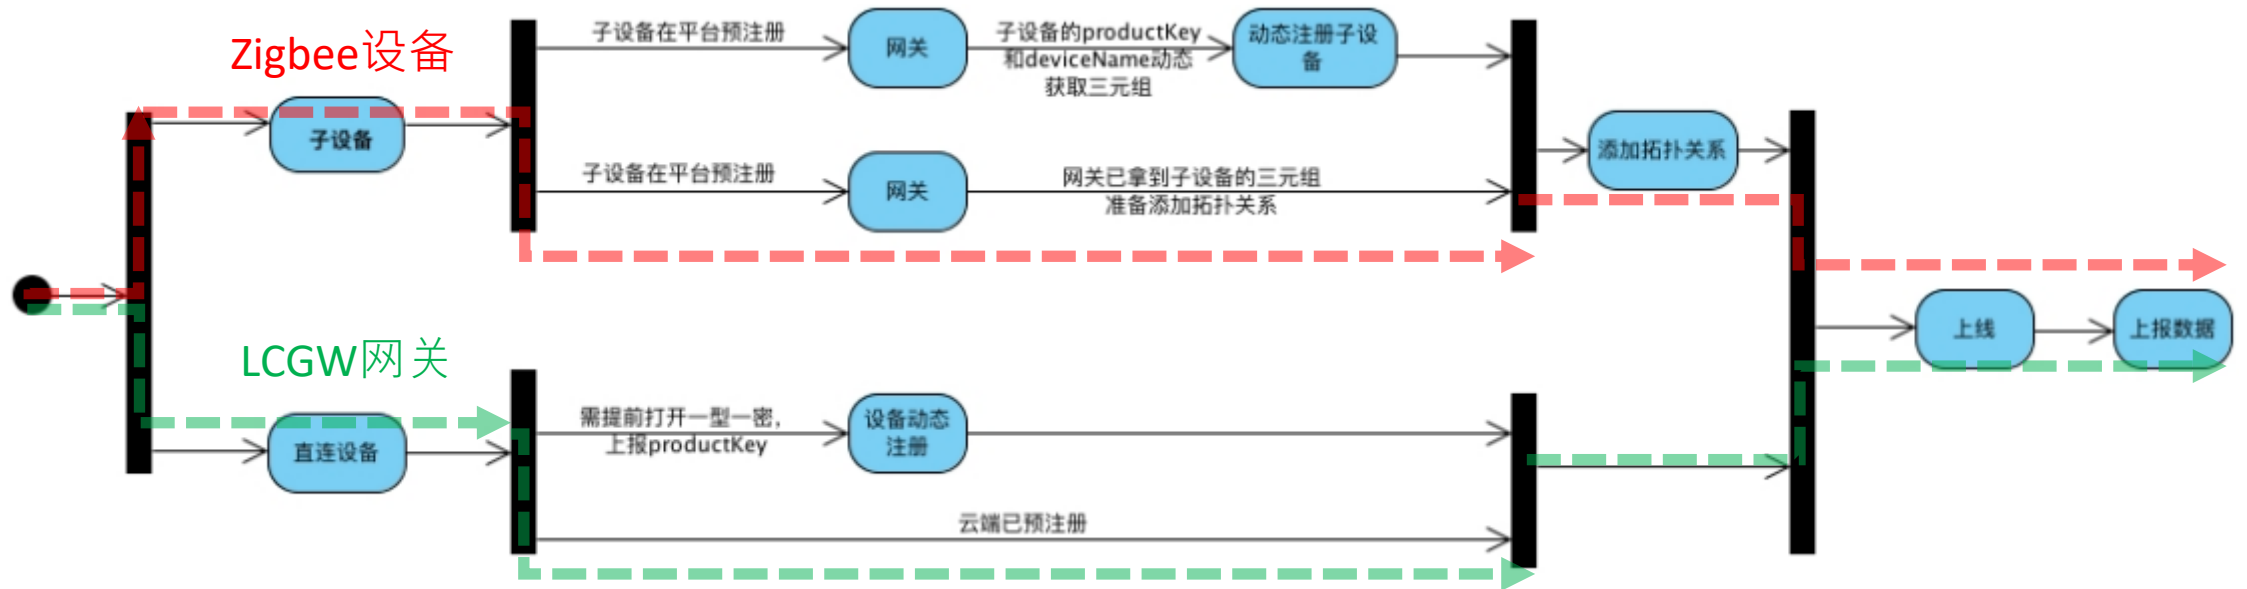 Zigbee设备
子设备在平台预注册
网关
子设备的productKey
和deviceName动态
获取三元组
动态注册子设
备
子设备
添加拓扑关系
子设备在平台预注册
网关
网关已拿到子设备的三元组
准备添加拓扑关系
LCGW网关
上线
上报数据
直连设备
需提前打开一型一密,
上报productKey
设备动态
注册
云端已预注册